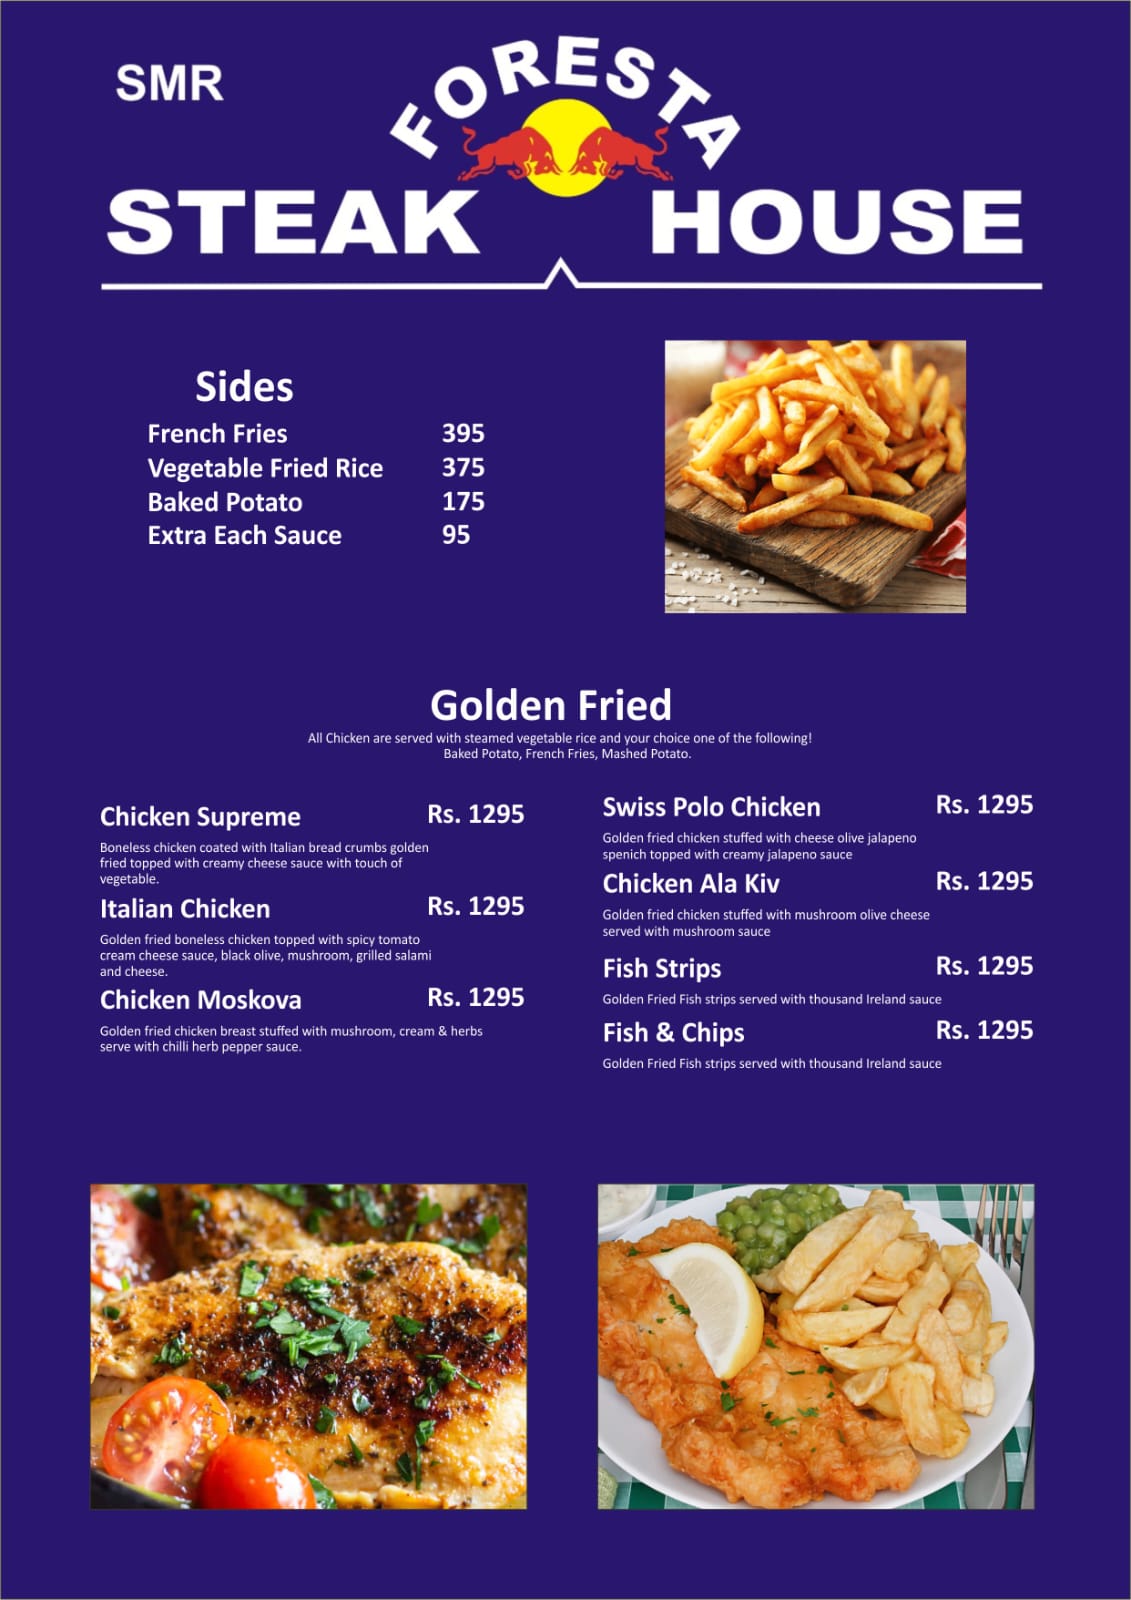 SMR
FORESTA
STEAK HOUSE
Sides
French Fries 395
Vegetable Fried Rice 375
Baked Potato 175
Extra Each Sauce 95
Golden Fried
All Chicken are served with steamed vegetable rice and your choice one of the following!
Baked Potato, French Fries, Mashed Potato.
Chicken Supreme Rs. 1295
Boneless chicken coated with Italian bread crumbs golden
fried topped with creamy cheese sauce with touch of
vegetable.
Italian Chicken Rs. 1295
Golden fried boneless chicken topped with spicy tomato
cream cheese sauce, black olive, mushroom, grilled salami
and cheese.
Chicken Moskova Rs. 1295
Golden fried chicken breast stuffed with mushroom, cream & herbs
serve with chilli herb pepper sauce.
Swiss Polo Chicken Rs. 1295
Golden fried chicken stuffed with cheese olive jalapeno
spenich topped with creamy jalapeno sauce
Chicken Ala Kiv Rs. 1295
Golden fried chicken stuffed with mushroom olive cheese
served with mushroom sauce
Fish Strips Rs. 1295
Golden Fried Fish strips served with thousand Ireland sauce
Fish & Chips Rs. 1295
Golden Fried Fish strips served with thousand Ireland sauce